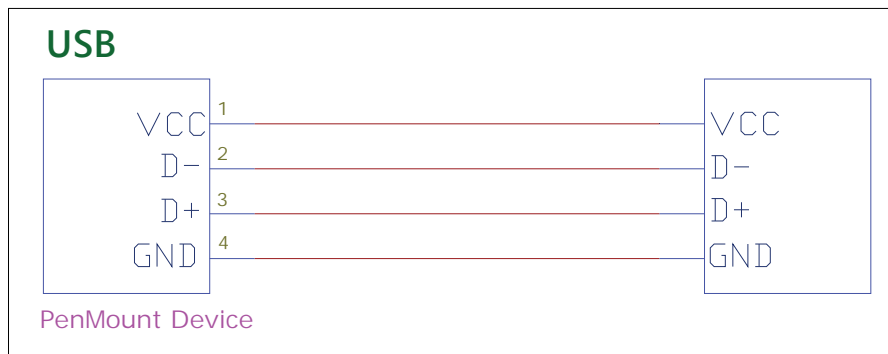 USB
VCC 1 VCC
D- 2 D-
D+ 3 D+
GND 4 GND
PenMount Device